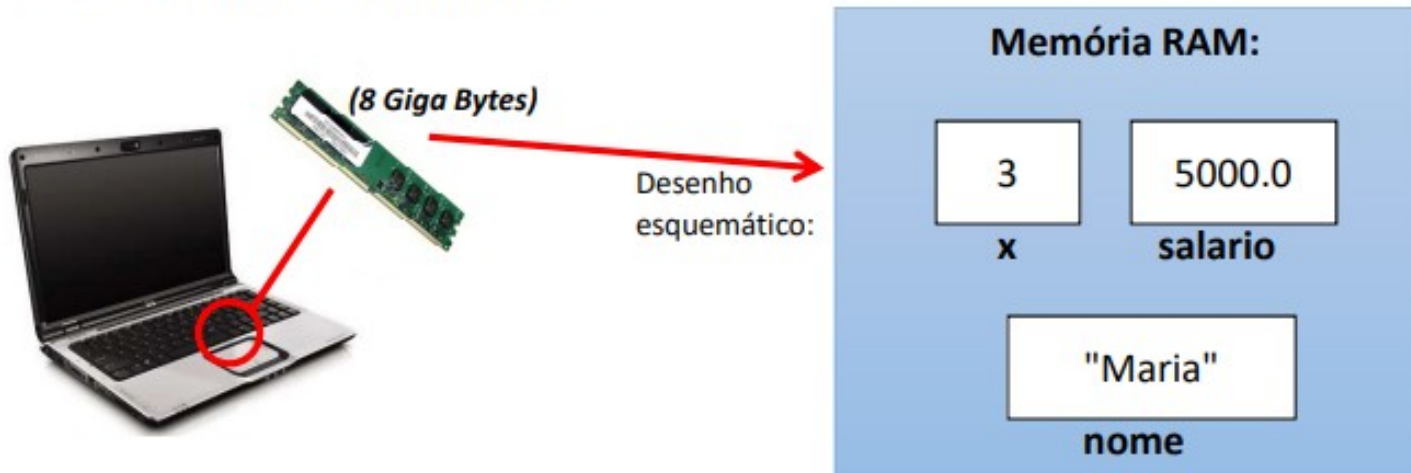 (8 Giga Bytes)
Desenho
esquemático:
Memória RAM:
3
5000.0
x
salario
"Maria"
nome